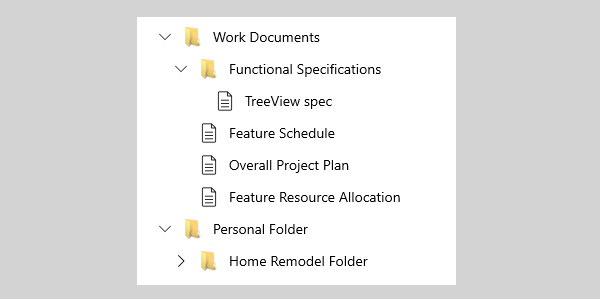 Work Documents
Functional Specifications
TreeView spec
Feature Schedule
Overall Project Plan
Feature Resource Allocation
Personal Folder
Home Remodel Folder